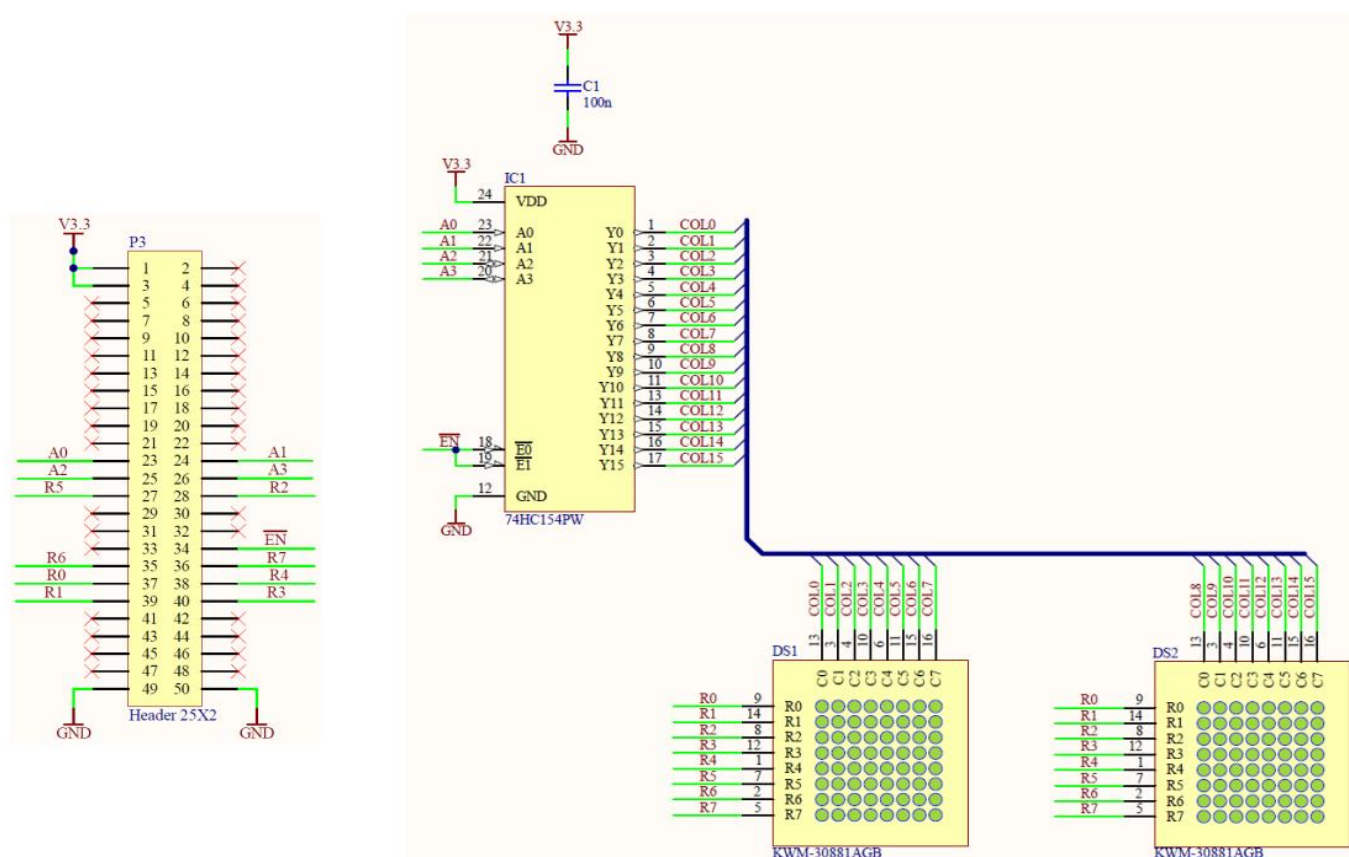 V3.3
P3
1 2
3 4
5 6
7 8
9 10
11 12
13 14
15 16
17 18
19 20
21 22
A0 23 24 A1
A2 25 26 A3
R5 27 28 R2
29 30
31 32
33 34 EN
R6 35 36 R7
R0 37 38 R4
R1 39 40 R3
41 42
43 44
45 46
47 48
49 50
GND Header 25X2 GND
V3.3
C1
100n
GND
V3.3
IC1
24 VDD
A0 23 A0 Y0 1 COL0
A1 22 A1 Y1 2 COL1
A2 21 A2 Y2 3 COL2
A3 20 A3 Y3 4 COL3
Y4 5 COL4
Y5 6 COL5
Y6 7 COL6
Y7 8 COL7
Y8 9 COL8
Y9 10 COL9
Y10 11 COL10
Y11 13 COL11
Y12 14 COL12
Y13 15 COL13
EN 18 E0 Y14 16 COL14
19 E1 Y15 17 COL15
12 GND
GND
74HC154PW
COL0 COL1 COL2 COL3 COL4 COL5 COL6 COL7
13 3 4 10 6 11 15 16
DS1
C0 C1 C2 C3 C4 C5 C6 C7
R0 9 R0
R1 14 R1
R2 8 R2
R3 12 R3
R4 1 R4
R5 7 R5
R6 2 R6
R7 5 R7
KWM-30881AGB
COL8 COL9 COL10 COL11 COL12 COL13 COL14 COL15
13 3 4 10 6 11 15 16
DS2
C0 C1 C2 C3 C4 C5 C6 C7
R0 9 R0
R1 14 R1
R2 8 R2
R3 12 R3
R4 1 R4
R5 7 R5
R6 2 R6
R7 5 R7
KWM-30881AGB